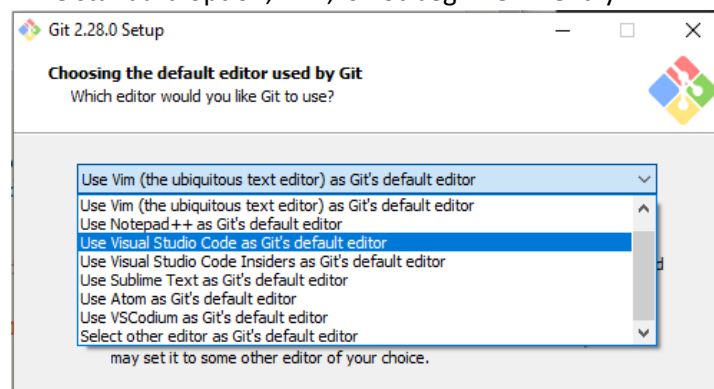 Git 2.28.0 Setup
Choosing the default editor used by Git
Which editor would you like Git to use?
Use Vim (the ubiquitous text editor) as Git's default editor
Use Vim (the ubiquitous text editor) as Git's default editor
Use Notepad++ as Git's default editor
Use Visual Studio Code as Git's default editor
Use Visual Studio Code Insiders as Git's default editor
Use Sublime Text as Git's default editor
Use Atom as Git's default editor
Use VSCodium as Git's default editor
Select other editor as Git's default editor
may set it to some other editor of your choice.